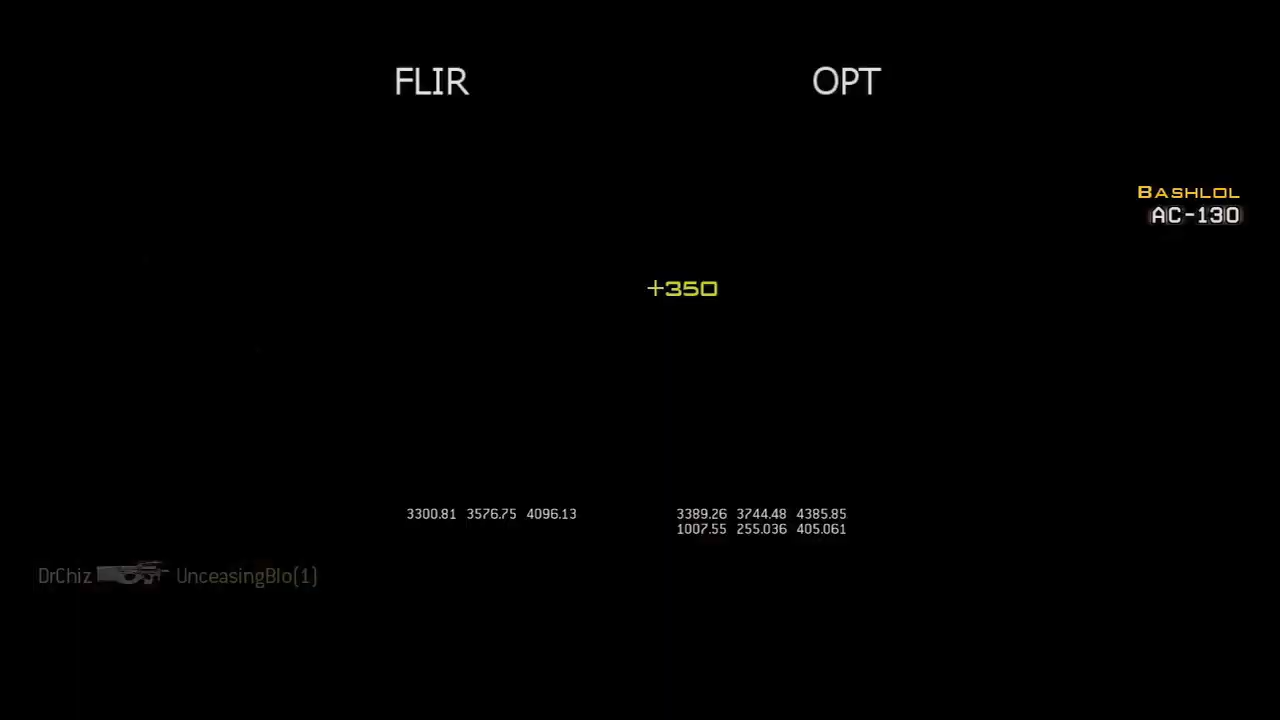 FLIR OPT
BASHLOL
AC-130
+350
3300.81 3576.75 4096.13 3389.26 3744.48 4385.85
1007.55 255.036 405.061
DrChiz UnceasingBlo(1)